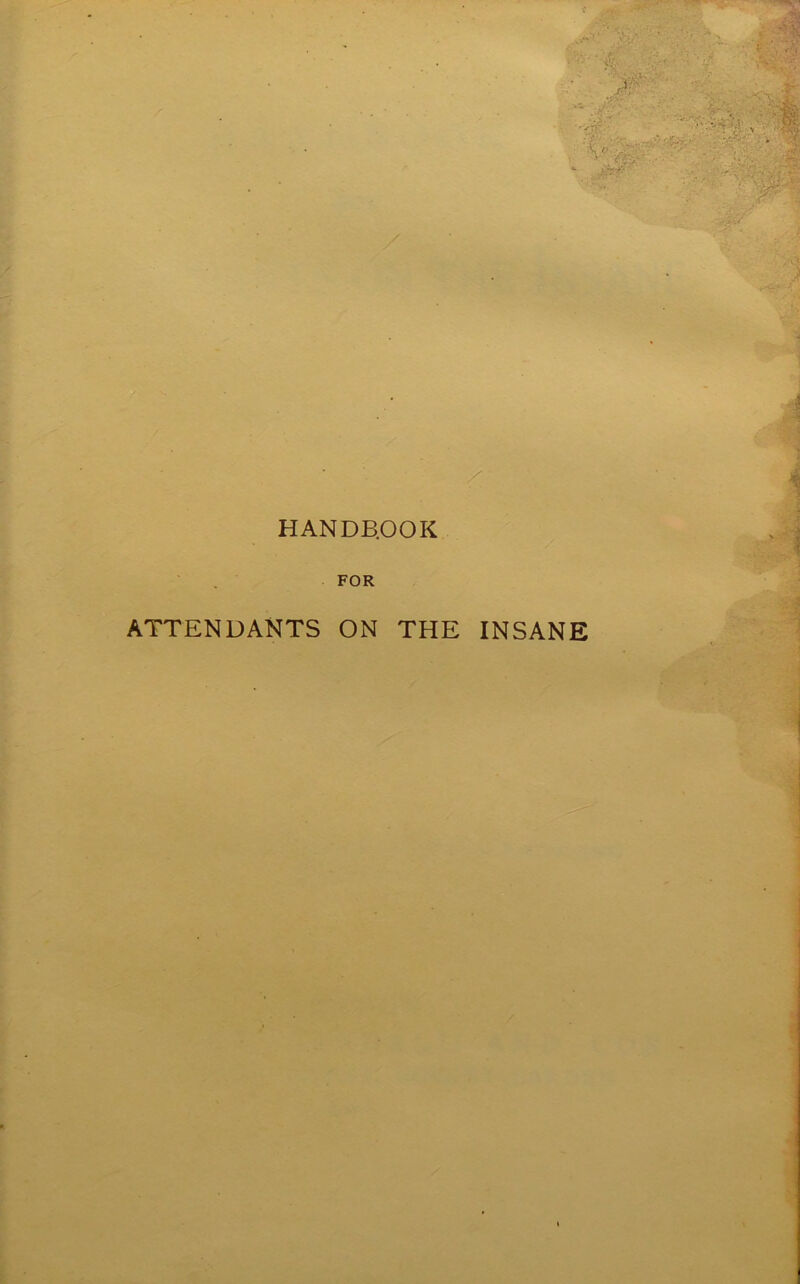 HANDBOOK
FOR
ATTENDANTS ON THE INSANE